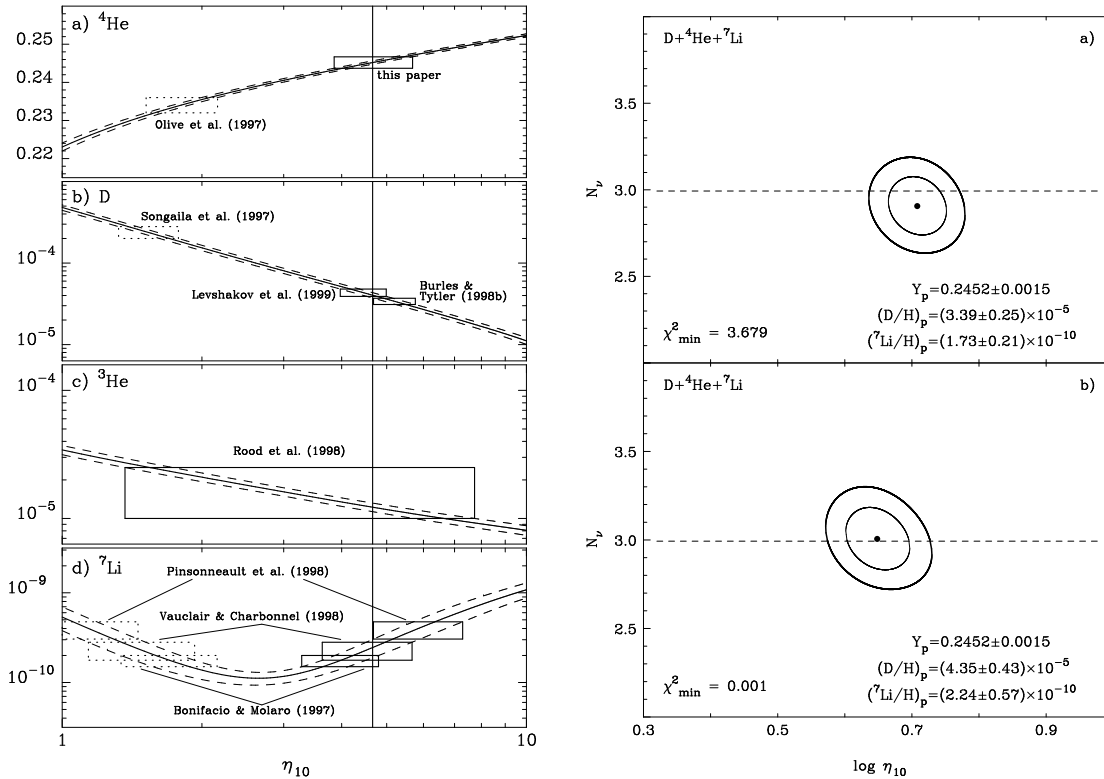 a) ⁴He
0.25
0.24
0.23
0.22
this paper
Olive et al. (1997)
b) D
Songaila et al. (1997)
10⁻⁴
Levshakov et al. (1999)
Burles &
Tytler (1998b)
10⁻⁵
c) ³He
10⁻⁴
Rood et al. (1998)
10⁻⁵
d) ⁷Li
Pinsonneault et al. (1998)
10⁻⁹
Vauclair & Charbonnel (1998)
10⁻¹⁰
Bonifacio & Molaro (1997)
1
10
η₁₀
D+⁴He+⁷Li
a)
4.0
3.5
3.0
2.5
N_ν
Y_p=0.2452±0.0015
(D/H)_p=(3.39±0.25)×10⁻⁵
χ²_min = 3.679
(⁷Li/H)_p=(1.73±0.21)×10⁻¹⁰
D+⁴He+⁷Li
b)
3.5
3.0
2.5
N_ν
Y_p=0.2452±0.0015
(D/H)_p=(4.35±0.43)×10⁻⁵
χ²_min = 0.001
(⁷Li/H)_p=(2.24±0.57)×10⁻¹⁰
0.3
0.5
0.7
0.9
log η₁₀